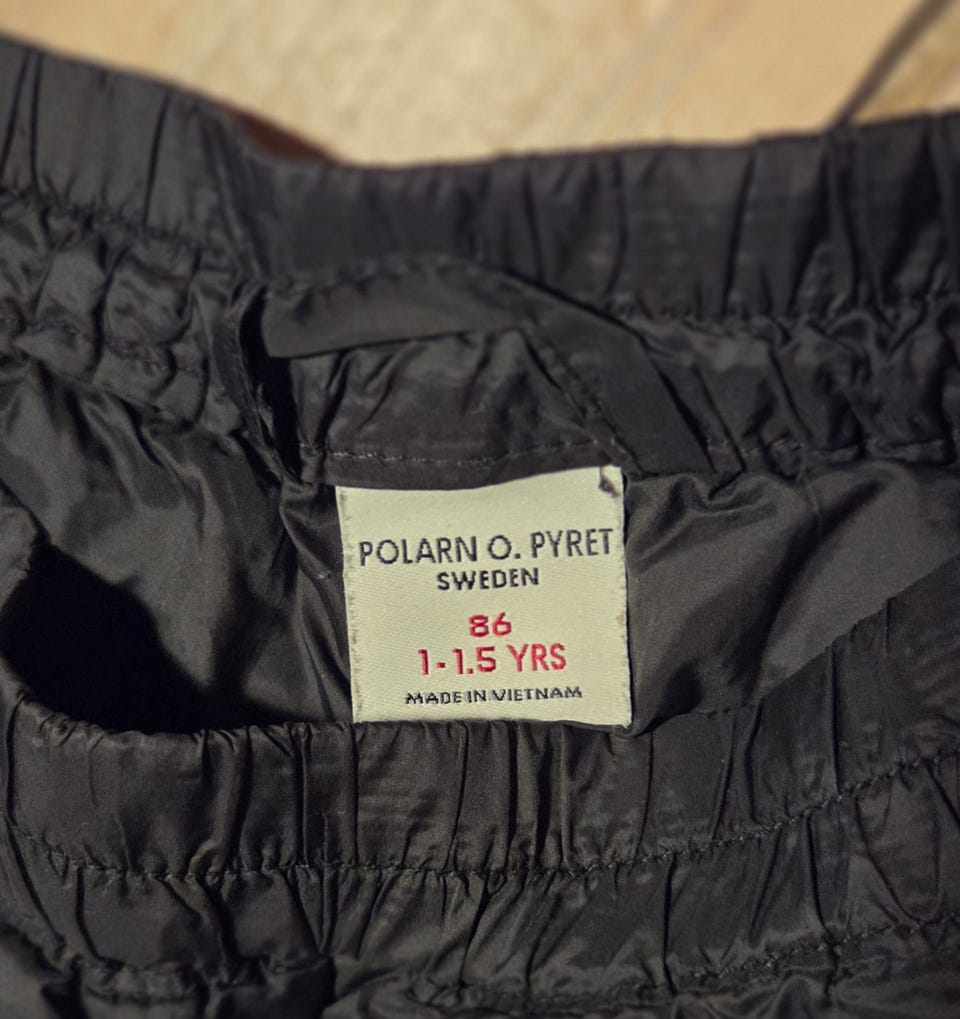 POLARN O. PYRET
SWEDEN
86
1-1.5 YRS
MADE IN VIETNAM